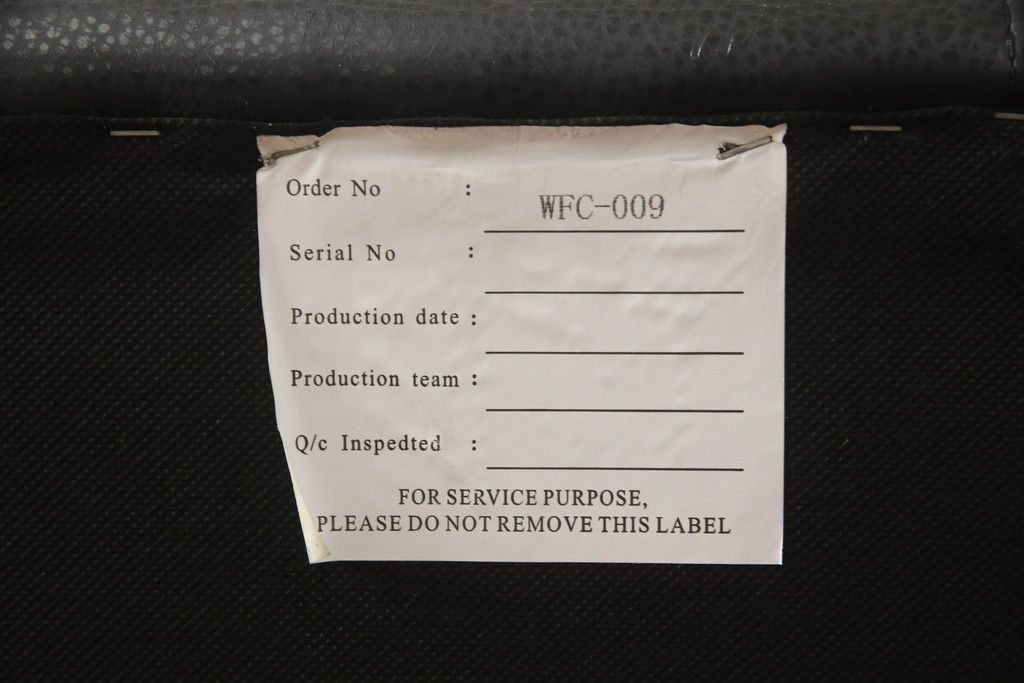 Order No : WFC-009
Serial No :
Production date :
Production team :
Q/c Inspedted :
FOR SERVICE PURPOSE,
PLEASE DO NOT REMOVE THIS LABEL